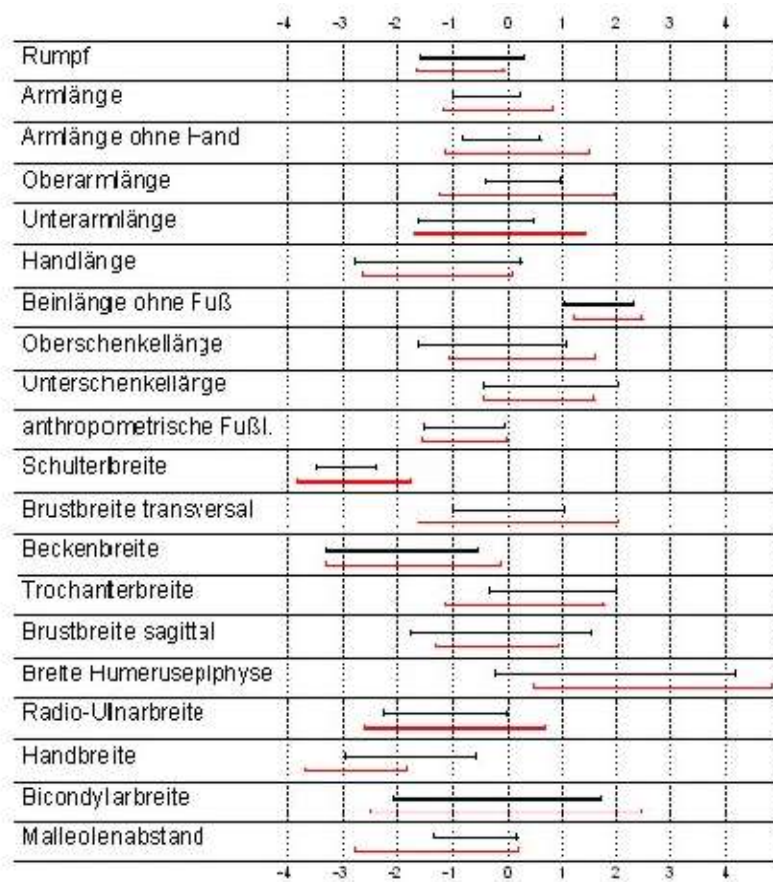 -4 -3 -2 -1 0 1 2 3 4
Rumpf
Armlänge
Armlänge ohne Hand
Oberarmlänge
Unterarmlänge
Handlänge
Beinlänge ohne Fuß
Oberschenkellänge
Unterschenkellänge
anthropometrische Fußl.
Schulterbreite
Brustbreite transversal
Beckenbreite
Trochanterbreite
Brustbreite sagittal
Breite Humerusepiphyse
Radio-Ulnarbreite
Handbreite
Bicondylarbreite
Malleolenabstand
-4 -3 -2 -1 0 1 2 3 4